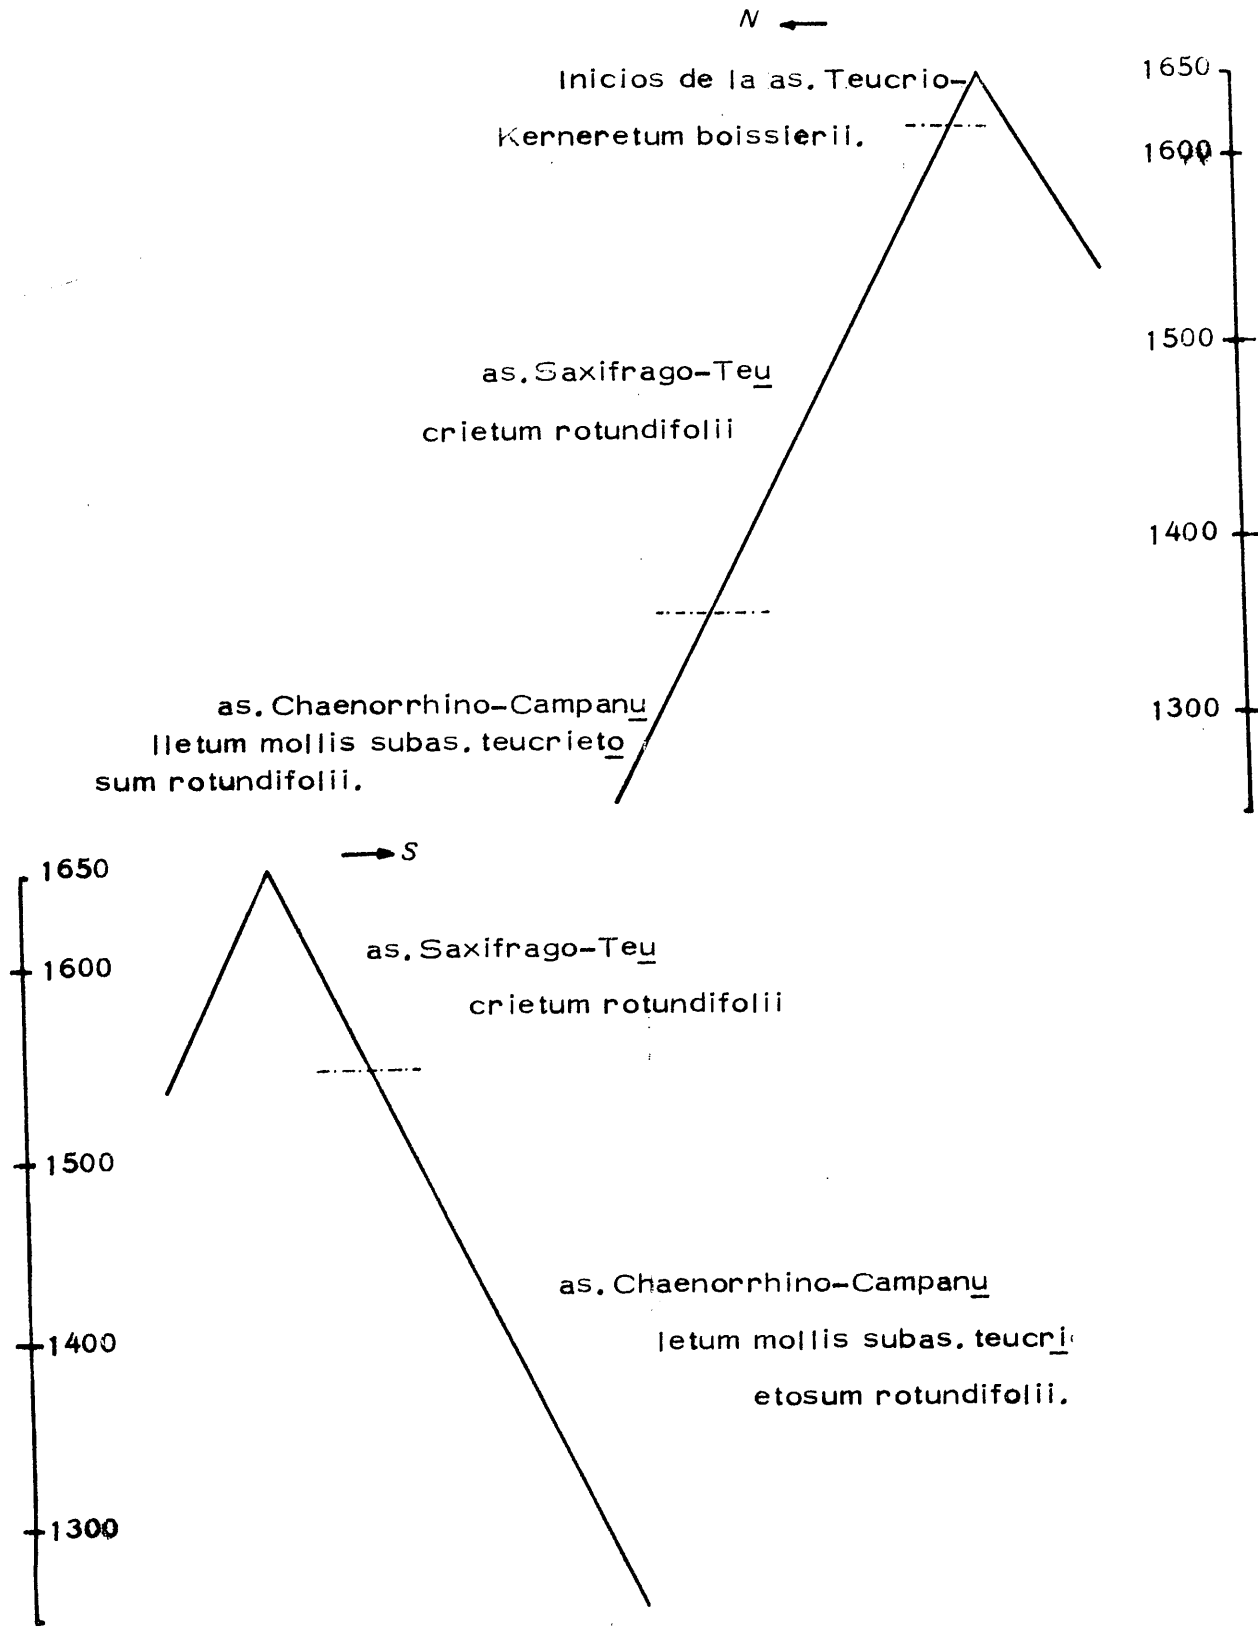 N
Inicios de la as. Teucrio-
Kerneretum boissierii.
1650
1600
1500
1400
1300
as. Saxifrago-Teu
crietum rotundifolii
as. Chaenorrhino-Campanu
lletum mollis subas. teucrieto
sum rotundifolii.
S
1650
1600
1500
1400
1300
as. Saxifrago-Teu
crietum rotundifolii
as. Chaenorrhino-Campanu
letum mollis subas. teucri
etosum rotundifolii.